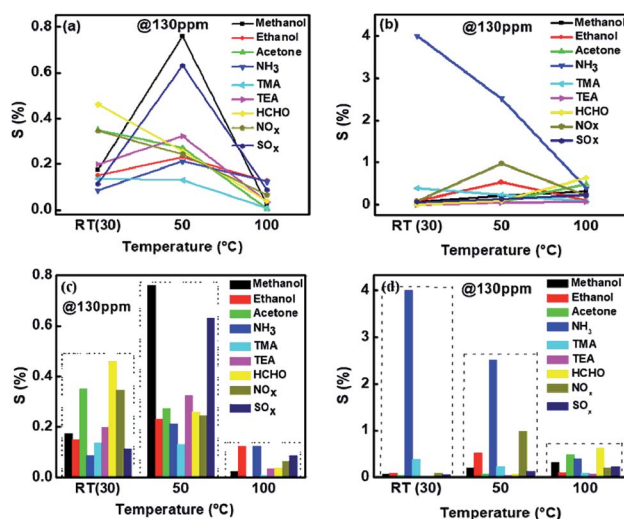 (a) @130ppm
Methanol
Ethanol
Acetone
NH3
TMA
TEA
HCHO
NOX
SOX
S (%)
0.8
0.6
0.4
0.2
0.0
RT(30) 50 100
Temperature (°C)
(b) @130ppm
Methanol
Ethanol
Acetone
NH3
TMA
TEA
HCHO
NOx
SOx
S (%)
4
3
2
1
0
RT (30) 50 100
Temperature (°C)
(c)
@130ppm
Methanol
Ethanol
Acetone
NH3
TMA
TEA
HCHO
NOX
SOX
S (%)
0.8
0.6
0.4
0.2
0.0
RT(30) 50 100
Temperature (°C)
(d)
@130ppm
Methanol
Ethanol
Acetone
NH3
TMA
TEA
HCHO
NOx
SOx
S (%)
4
3
2
1
0
RT (30) 50 100
Temperature (°C)